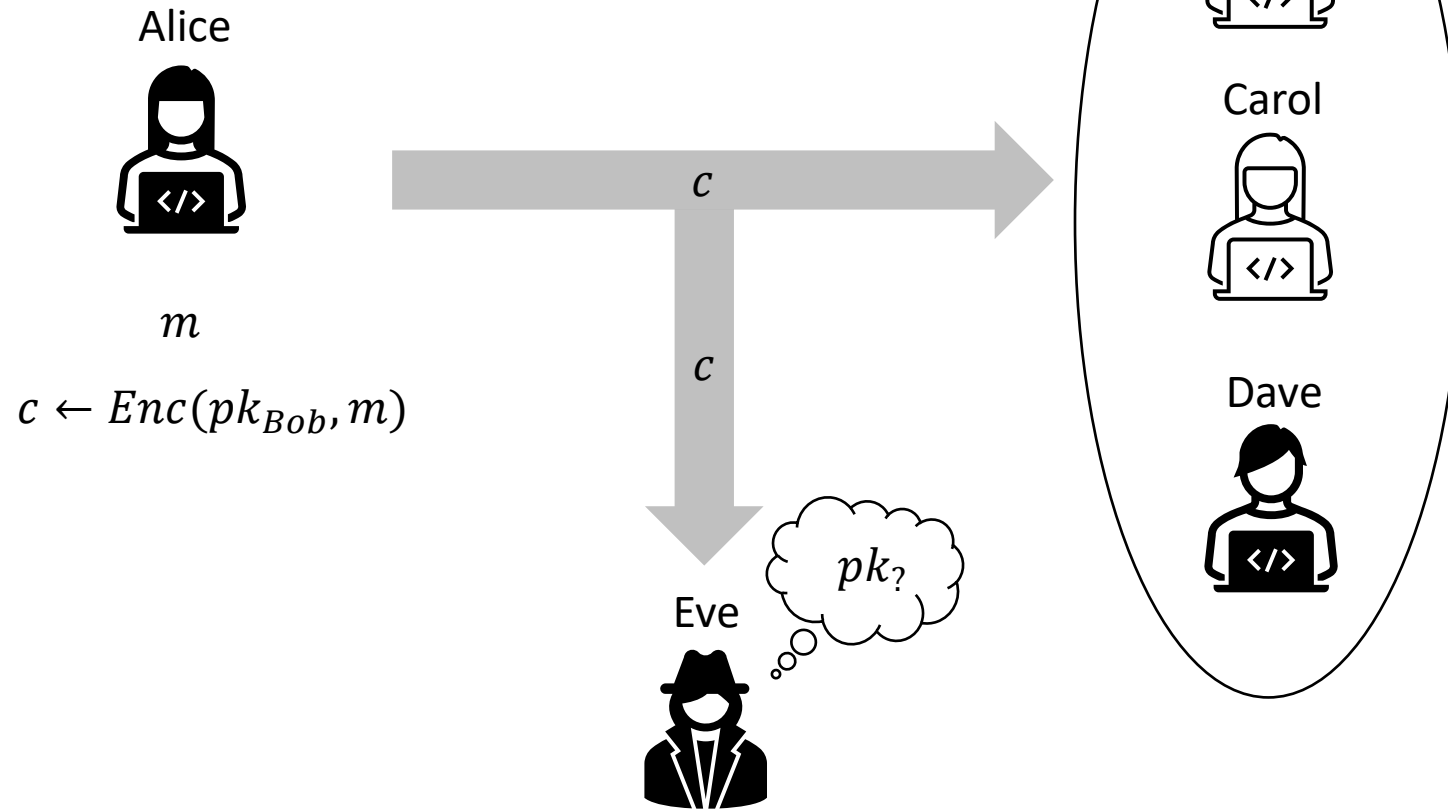 Alice
</>
m
c ← Enc(pk_Bob, m)
c
c
Eve
pk_?
</>
Carol
</>
Dave
</>